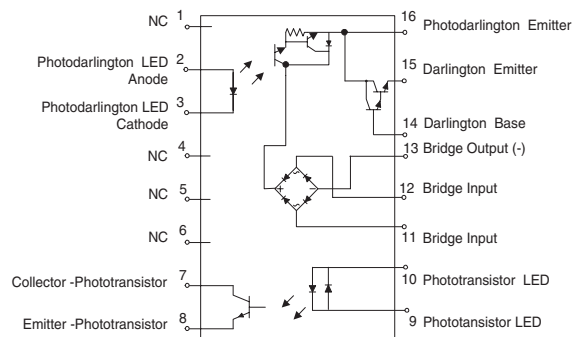 NC 1
Photodarlington LED 2
Anode
Photodarlington LED 3
Cathode
NC 4
NC 5
NC 6
Collector -Phototransistor 7
Emitter -Phototransistor 8
16 Photodarlington Emitter
15 Darlington Emitter
14 Darlington Base
13 Bridge Output (-)
12 Bridge Input
11 Bridge Input
10 Phototransistor LED
9 Phototansistor LED
+ ~ ~ –